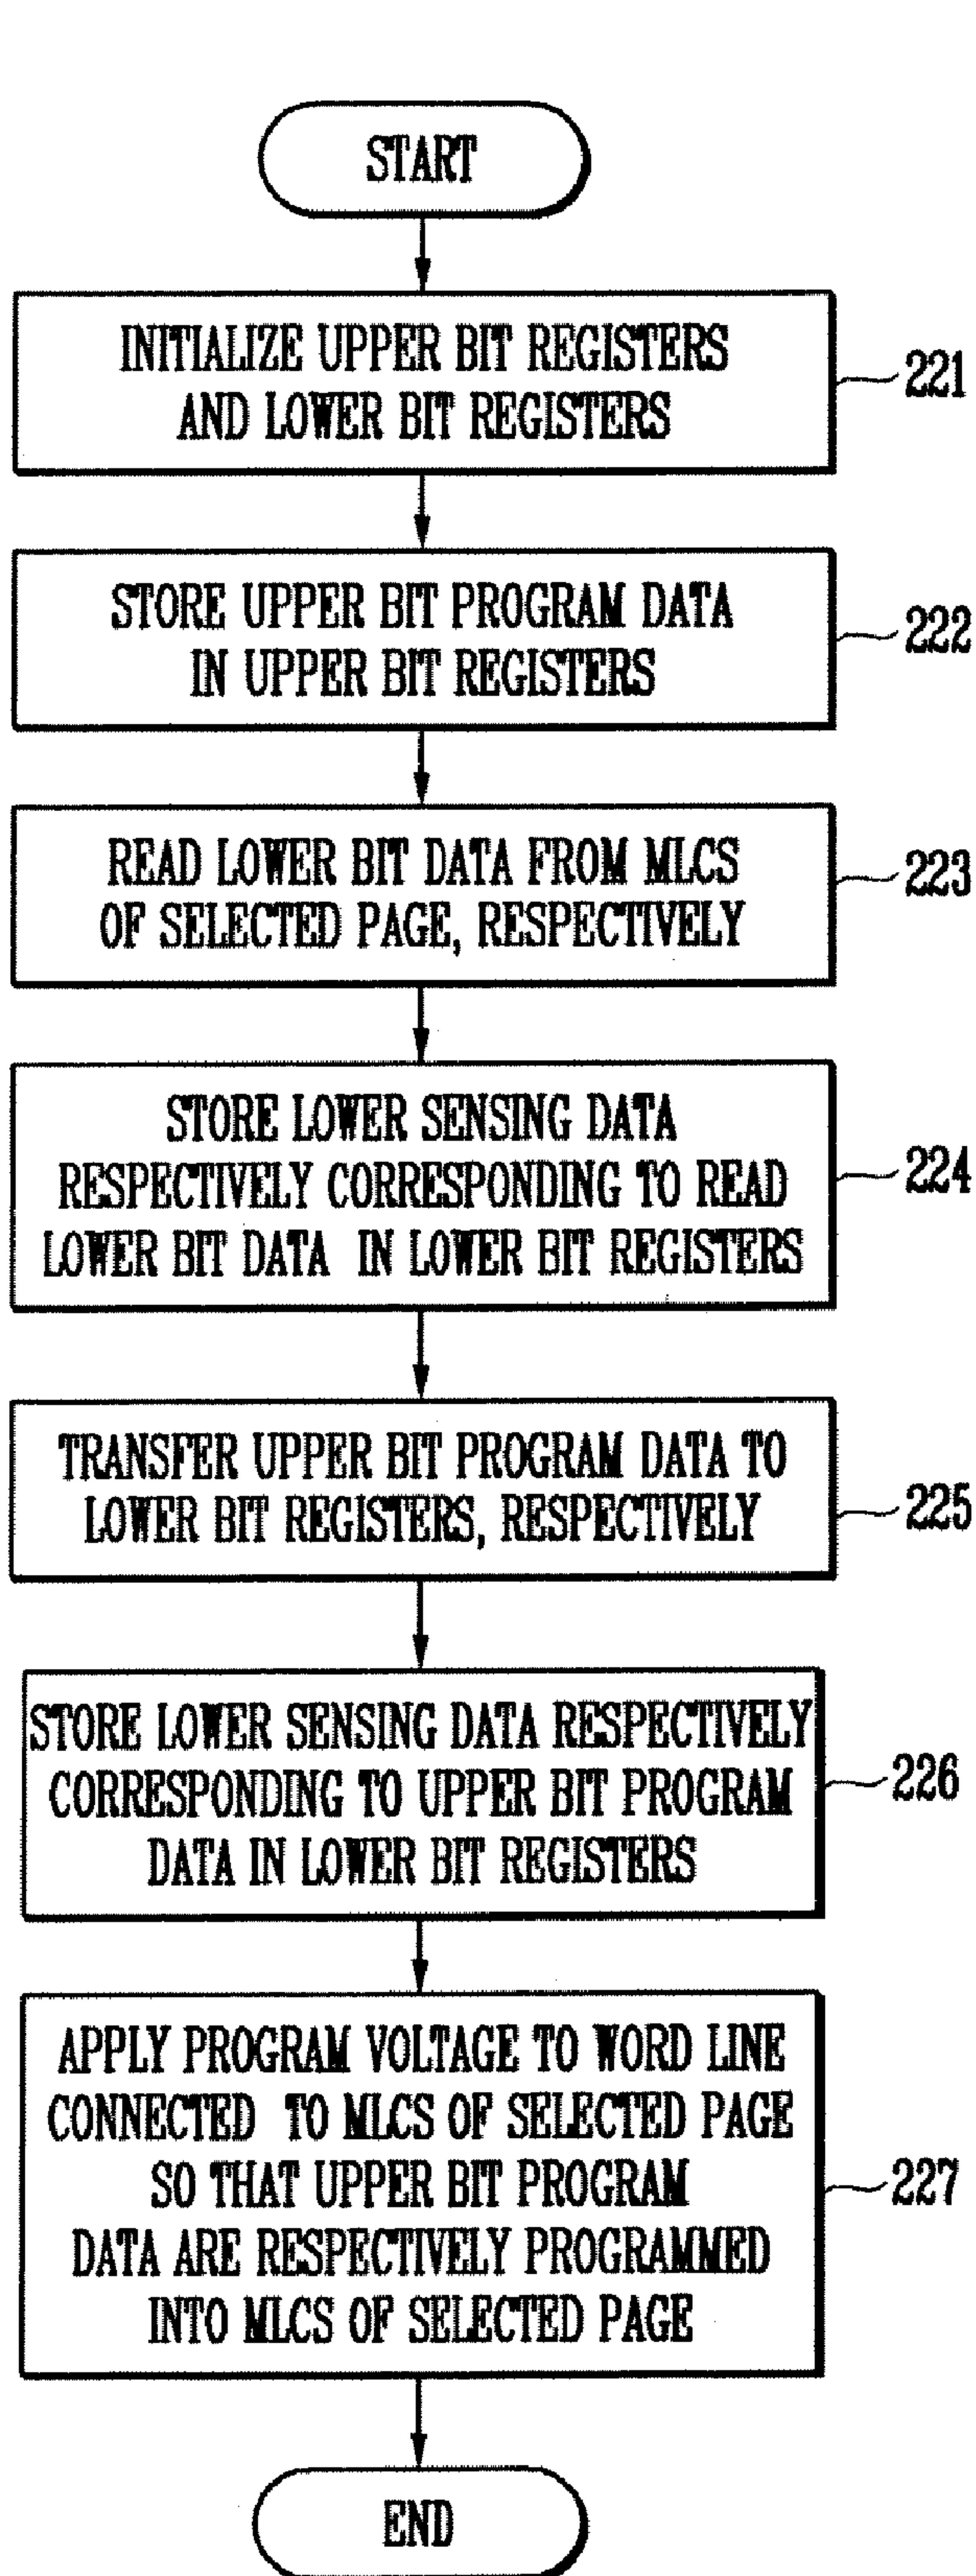 START
INITIALIZE UPPER BIT REGISTERS
AND LOWER BIT REGISTERS
221
STORE UPPER BIT PROGRAM DATA
IN UPPER BIT REGISTERS
222
READ LOWER BIT DATA FROM MLCS
OF SELECTED PAGE, RESPECTIVELY
223
STORE LOWER SENSING DATA
RESPECTIVELY CORRESPONDING TO READ
LOWER BIT DATA IN LOWER BIT REGISTERS
224
TRANSFER UPPER BIT PROGRAM DATA TO
LOWER BIT REGISTERS, RESPECTIVELY
225
STORE LOWER SENSING DATA RESPECTIVELY
CORRESPONDING TO UPPER BIT PROGRAM
DATA IN LOWER BIT REGISTERS
226
APPLY PROGRAM VOLTAGE TO WORD LINE
CONNECTED TO MLCS OF SELECTED PAGE
SO THAT UPPER BIT PROGRAM
DATA ARE RESPECTIVELY PROGRAMMED
INTO MLCS OF SELECTED PAGE
227
END